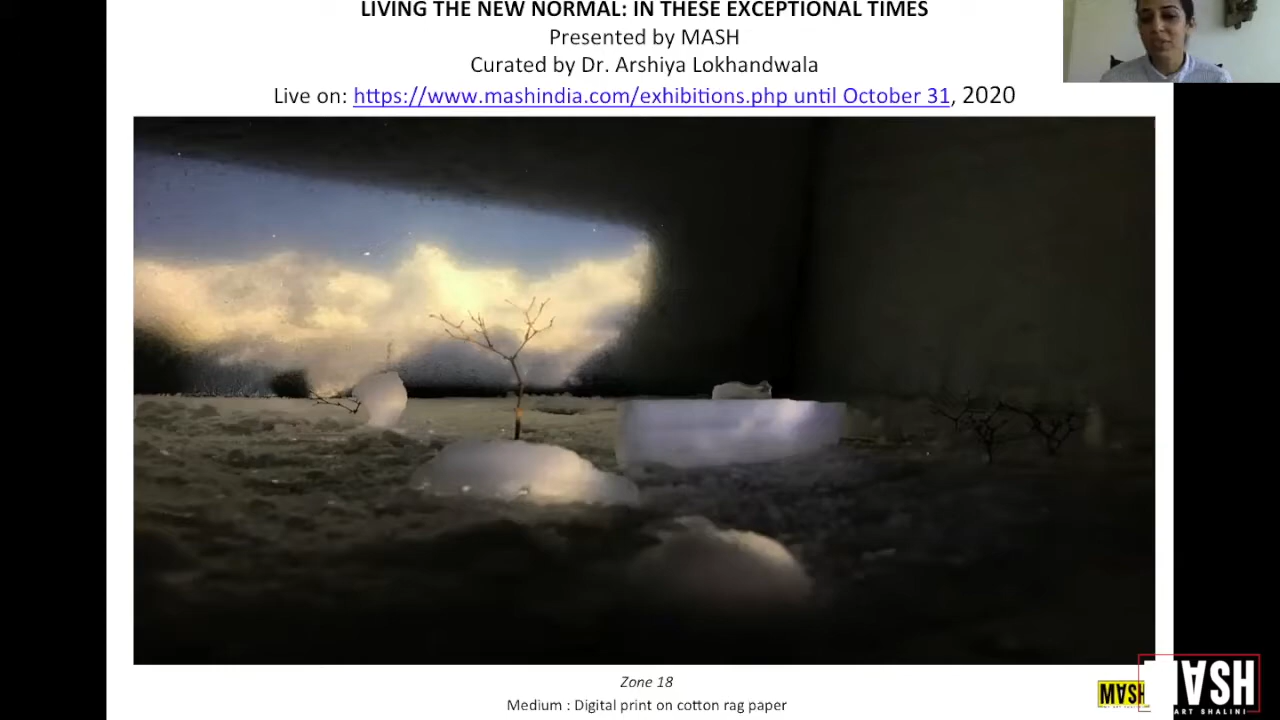 LIVING THE NEW NORMAL: IN THESE EXCEPTIONAL TIMES
Presented by MASH
Curated by Dr. Arshiya Lokhandwala
Live on: https://www.mashindia.com/exhibitions.php until October 31, 2020
Zone 18
Medium : Digital print on cotton rag paper
MASH
MASH
ART SHALINI